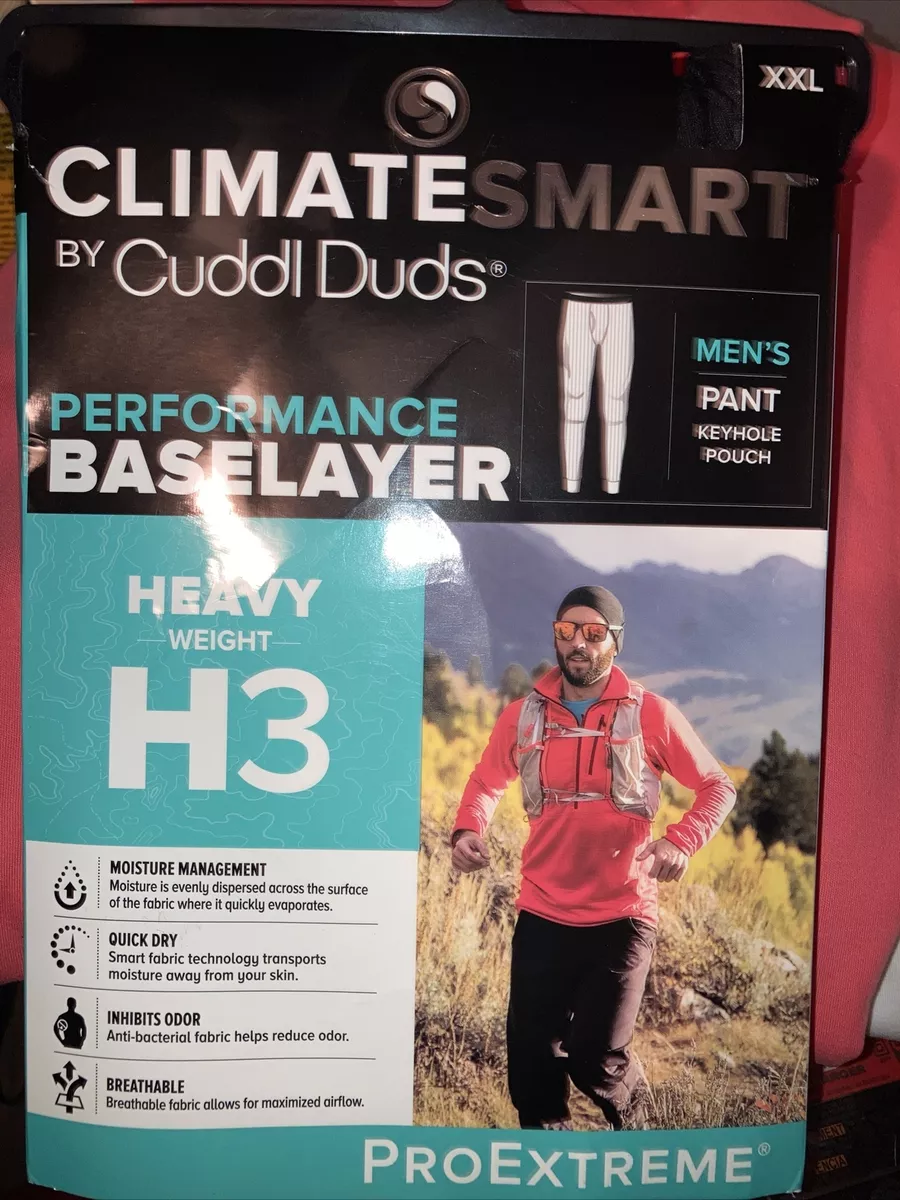 XXL
CLIMATESMART
BY Cuddl Duds®
MEN'S
PANT
KEYHOLE
POUCH
PERFORMANCE
BASELAYER
HEAVY
WEIGHT
H3
MOISTURE MANAGEMENT
Moisture is evenly dispersed across the surface
of the fabric where it quickly evaporates.
QUICK DRY
Smart fabric technology transports
moisture away from your skin.
INHIBITS ODOR
Anti-bacterial fabric helps reduce odor.
BREATHABLE
Breathable fabric allows for maximized airflow.
PROEXTREME®